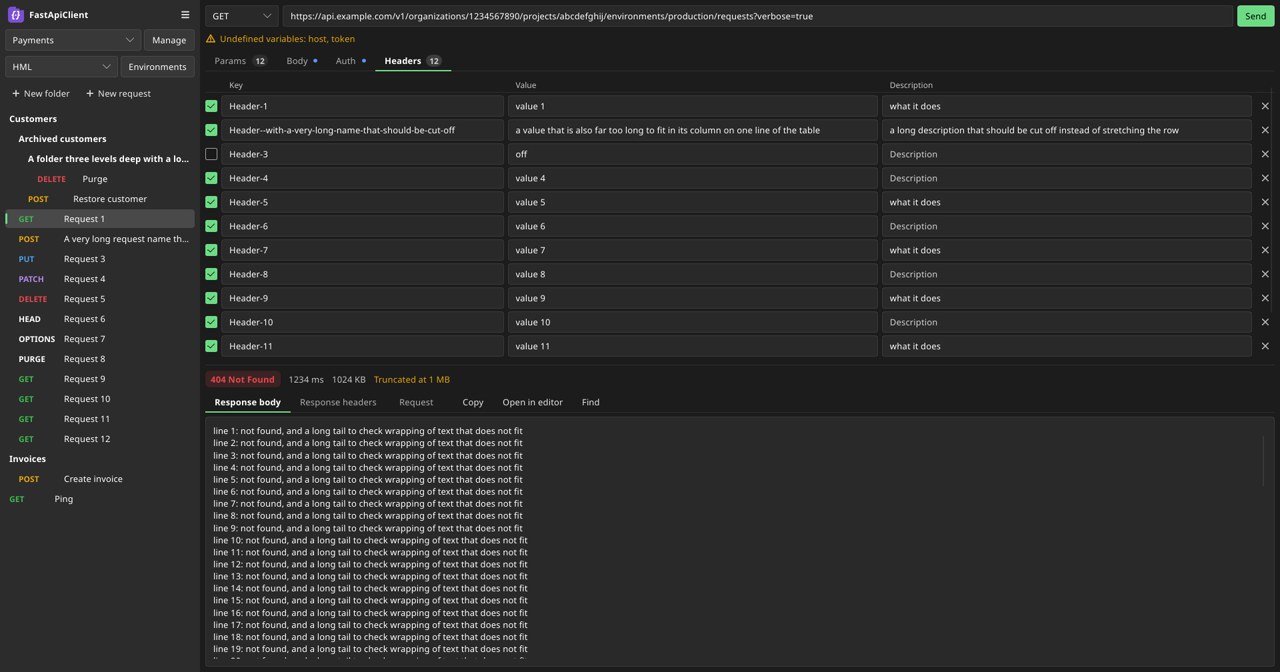 FastApiClient
Payments
Manage
HML
Environments
New folder
New request
Customers
Archived customers
A folder three levels deep with a lo...
DELETE Purge
POST Restore customer
GET Request 1
POST A very long request name th...
PUT Request 3
PATCH Request 4
DELETE Request 5
HEAD Request 6
OPTIONS Request 7
PURGE Request 8
GET Request 9
GET Request 10
GET Request 11
GET Request 12
Invoices
POST Create invoice
GET Ping
GET https://api.example.com/v1/organizations/1234567890/projects/abcdefghij/environments/production/requests?verbose=true Send
Undefined variables: host, token
Params 12 Body Auth Headers 12
Key Value Description
Header-1 value 1 what it does
Header--with-a-very-long-name-that-should-be-cut-off a value that is also far too long to fit in its column on one line of the table a long description that should be cut off instead of stretching the row
Header-3 off Description
Header-4 value 4 Description
Header-5 value 5 what it does
Header-6 value 6 Description
Header-7 value 7 what it does
Header-8 value 8 Description
Header-9 value 9 what it does
Header-10 value 10 Description
Header-11 value 11 what it does
404 Not Found 1234 ms 1024 KB Truncated at 1 MB
Response body Response headers Request Copy Open in editor Find
line 1: not found, and a long tail to check wrapping of text that does not fit
line 2: not found, and a long tail to check wrapping of text that does not fit
line 3: not found, and a long tail to check wrapping of text that does not fit
line 4: not found, and a long tail to check wrapping of text that does not fit
line 5: not found, and a long tail to check wrapping of text that does not fit
line 6: not found, and a long tail to check wrapping of text that does not fit
line 7: not found, and a long tail to check wrapping of text that does not fit
line 8: not found, and a long tail to check wrapping of text that does not fit
line 9: not found, and a long tail to check wrapping of text that does not fit
line 10: not found, and a long tail to check wrapping of text that does not fit
line 11: not found, and a long tail to check wrapping of text that does not fit
line 12: not found, and a long tail to check wrapping of text that does not fit
line 13: not found, and a long tail to check wrapping of text that does not fit
line 14: not found, and a long tail to check wrapping of text that does not fit
line 15: not found, and a long tail to check wrapping of text that does not fit
line 16: not found, and a long tail to check wrapping of text that does not fit
line 17: not found, and a long tail to check wrapping of text that does not fit
line 18: not found, and a long tail to check wrapping of text that does not fit
line 19: not found, and a long tail to check wrapping of text that does not fit